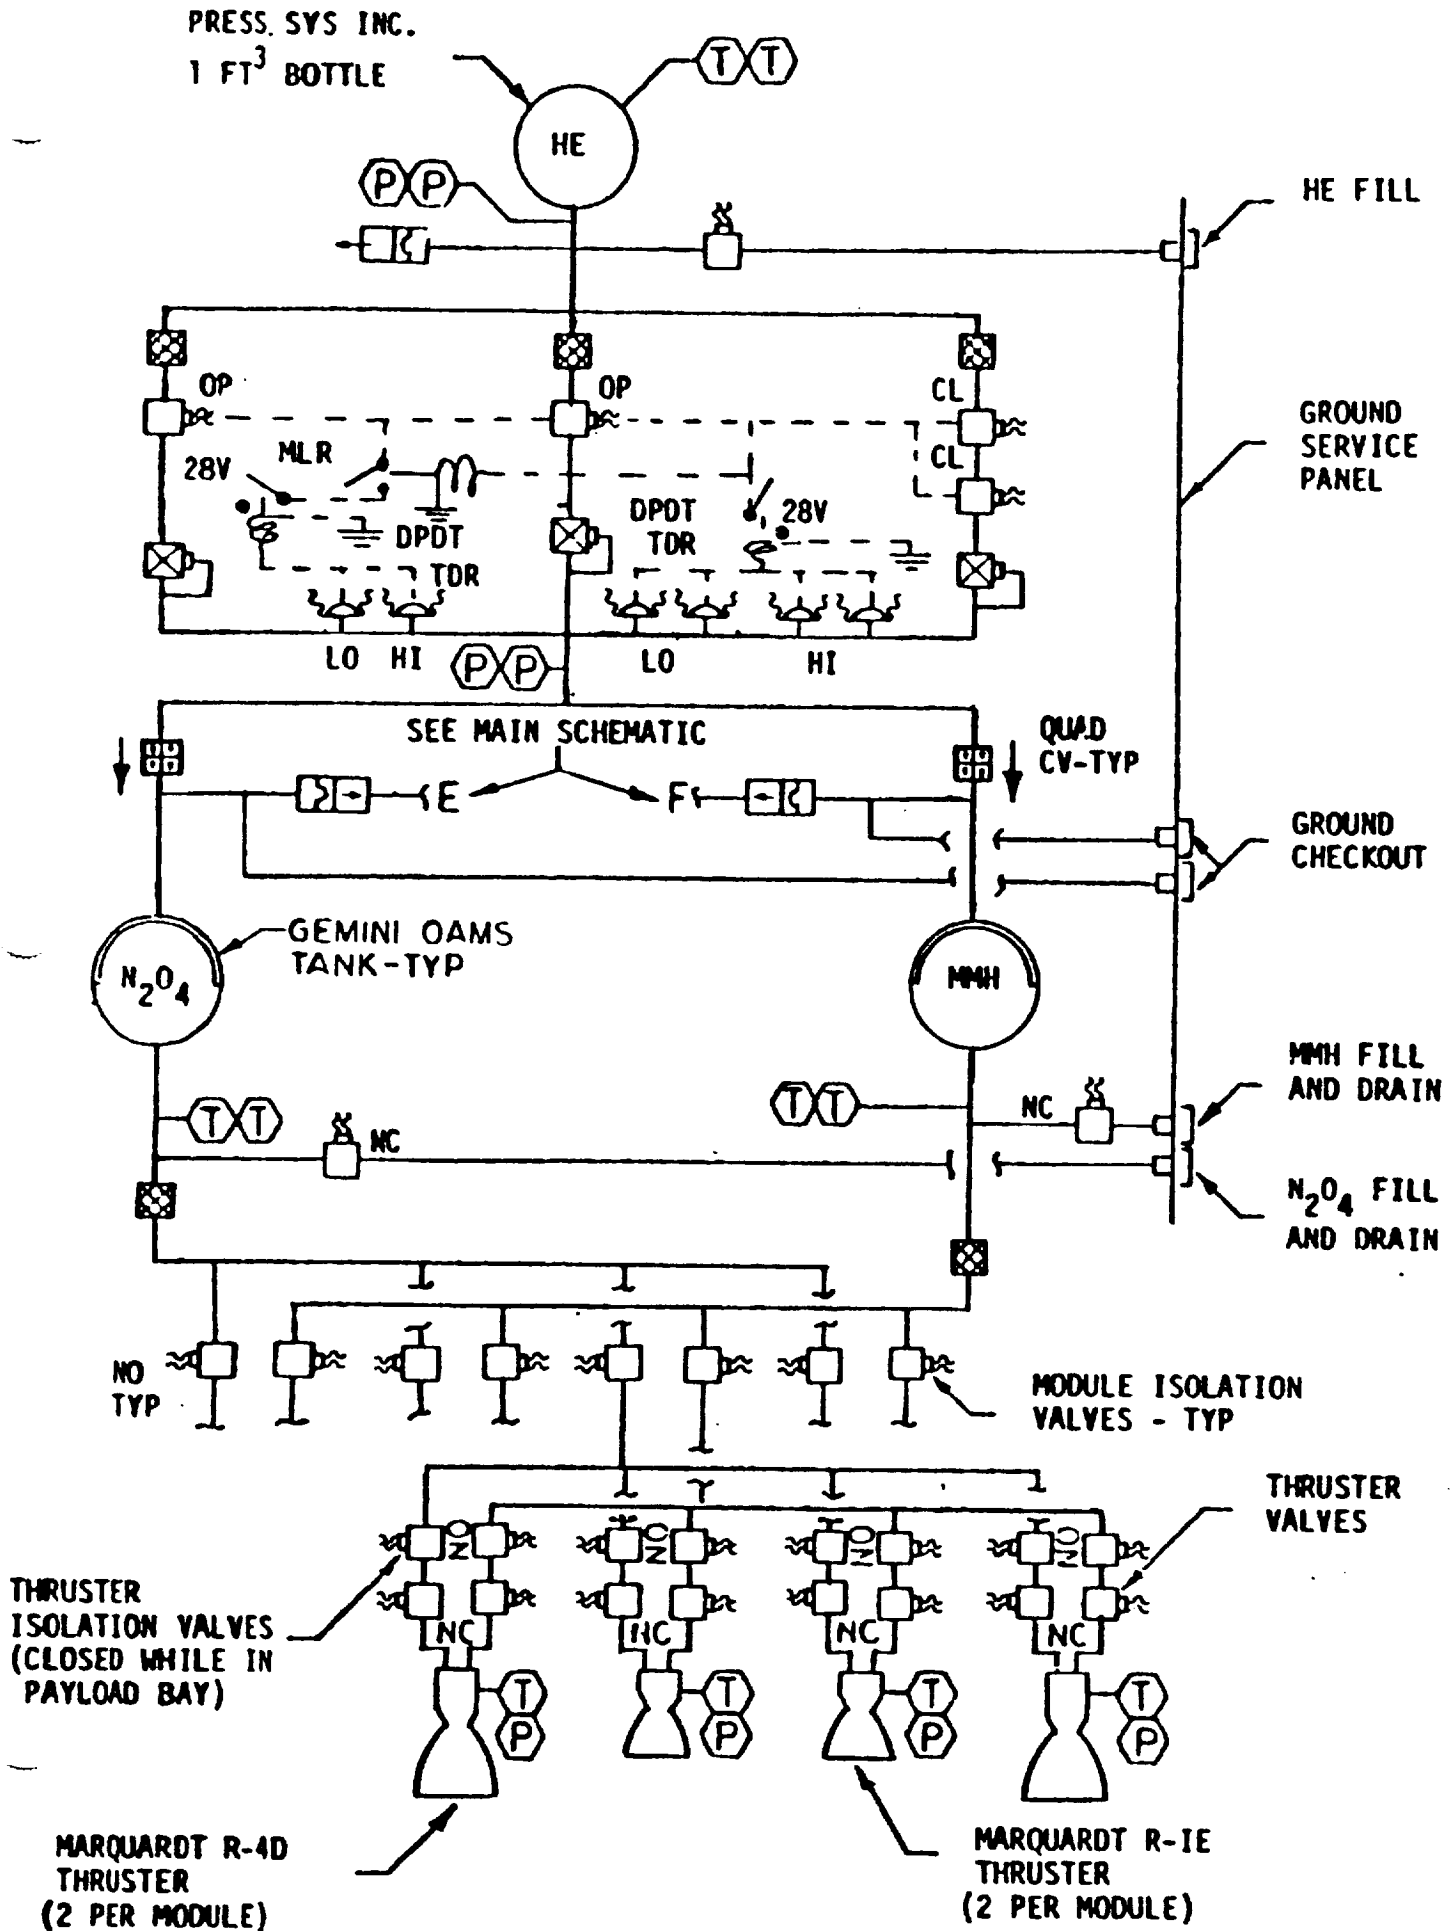 PRESS. SYS INC.
1 FT³ BOTTLE
T T
HE
P P
HE FILL
OP
OP
CL
MLR
CL
28V
GROUND
SERVICE
PANEL
DPDT
TDR
28V
DPDT
TDR
LO HI
P P
LO
HI
SEE MAIN SCHEMATIC
QUAD
CV-TYP
E
F
GROUND
CHECKOUT
GEMINI OAMS
TANK-TYP
N₂O₄
MMH
T T
T T
NC
NC
MMH FILL
AND DRAIN
N₂O₄ FILL
AND DRAIN
NO
TYP
MODULE ISOLATION
VALVES - TYP
THRUSTER
VALVES
NO
NO
NO
NO
THRUSTER
ISOLATION VALVES
(CLOSED WHILE IN
PAYLOAD BAY)
NC
NC
NC
NC
T
P
T
P
T
P
T
P
MARQUARDT R-4D
THRUSTER
(2 PER MODULE)
MARQUARDT R-IE
THRUSTER
(2 PER MODULE)